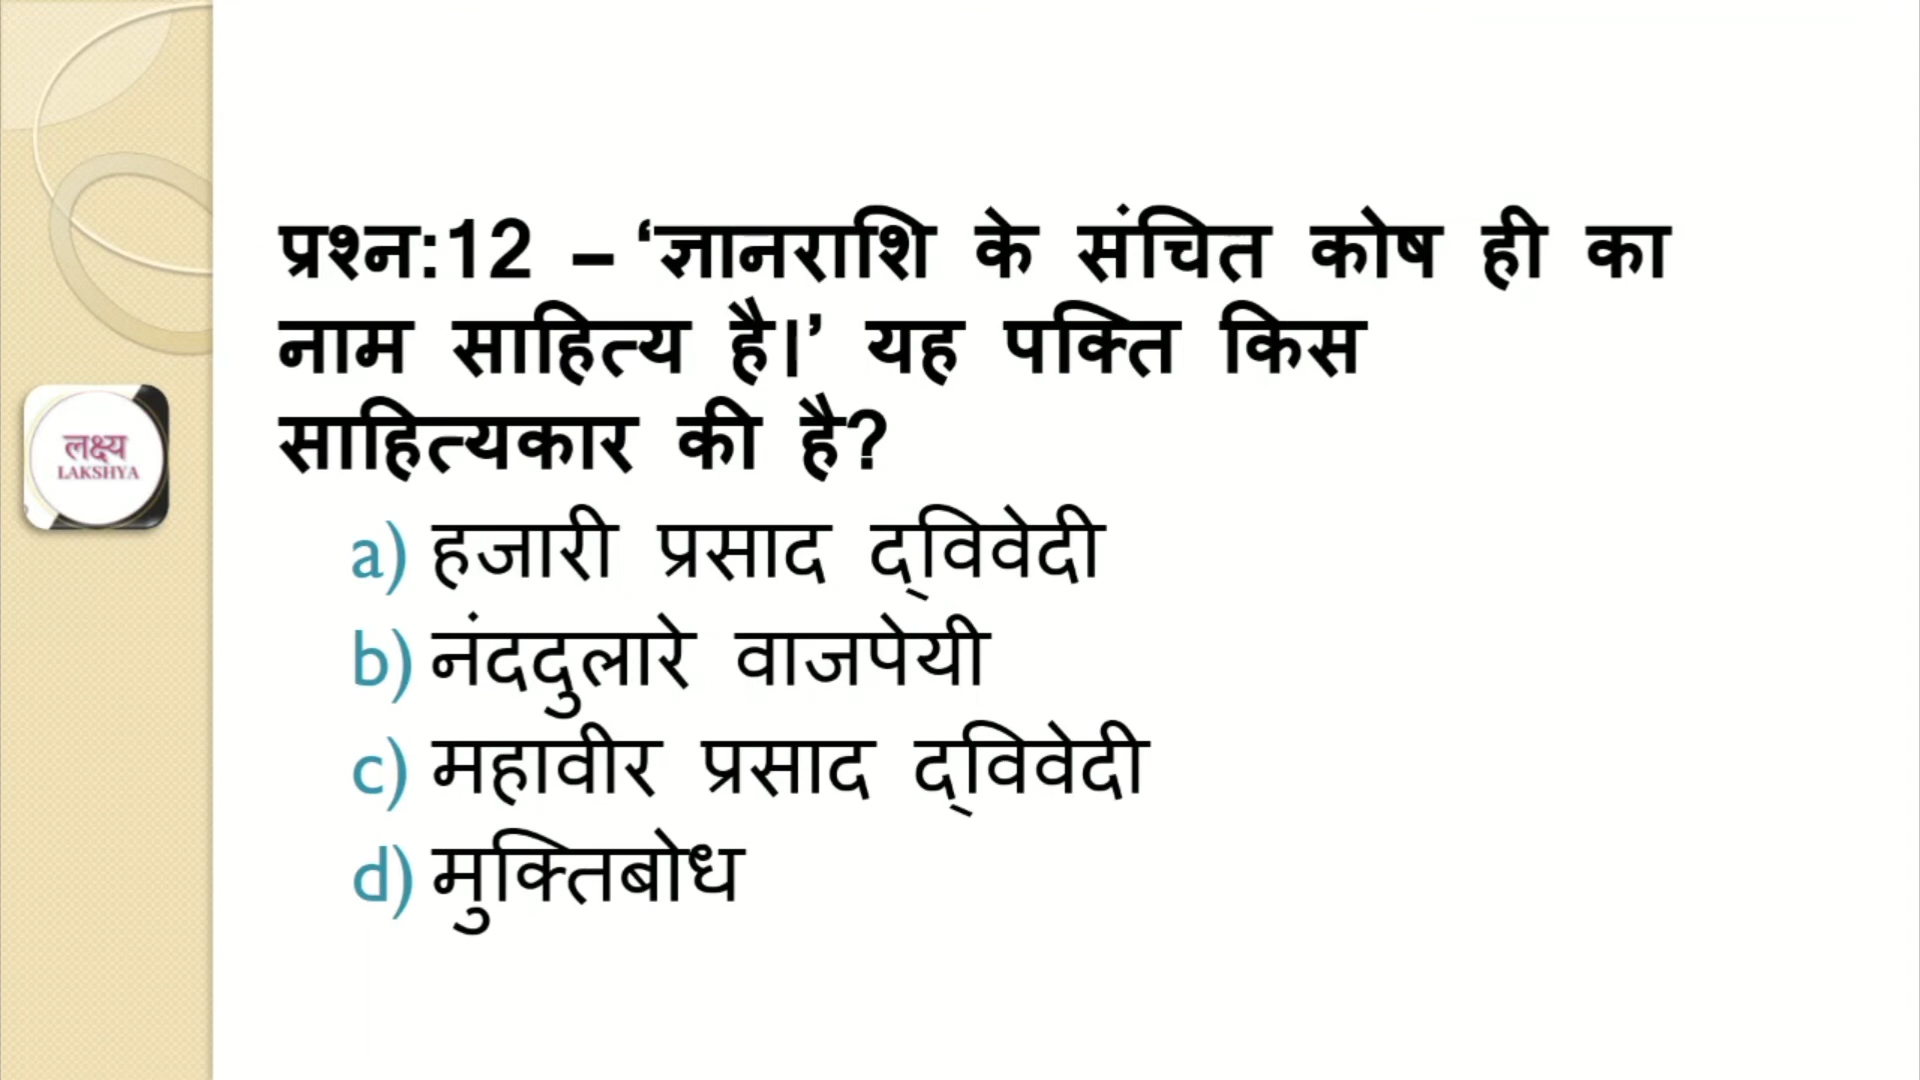 प्रश्न:12 – ‘ज्ञानराशि के संचित कोष ही का
नाम साहित्य है।’ यह पक्ति किस
साहित्यकार की है?
a) हजारी प्रसाद द्विवेदी
b) नंददुलारे वाजपेयी
c) महावीर प्रसाद द्विवेदी
d) मुक्तिबोध
लक्ष्य
LAKSHYA